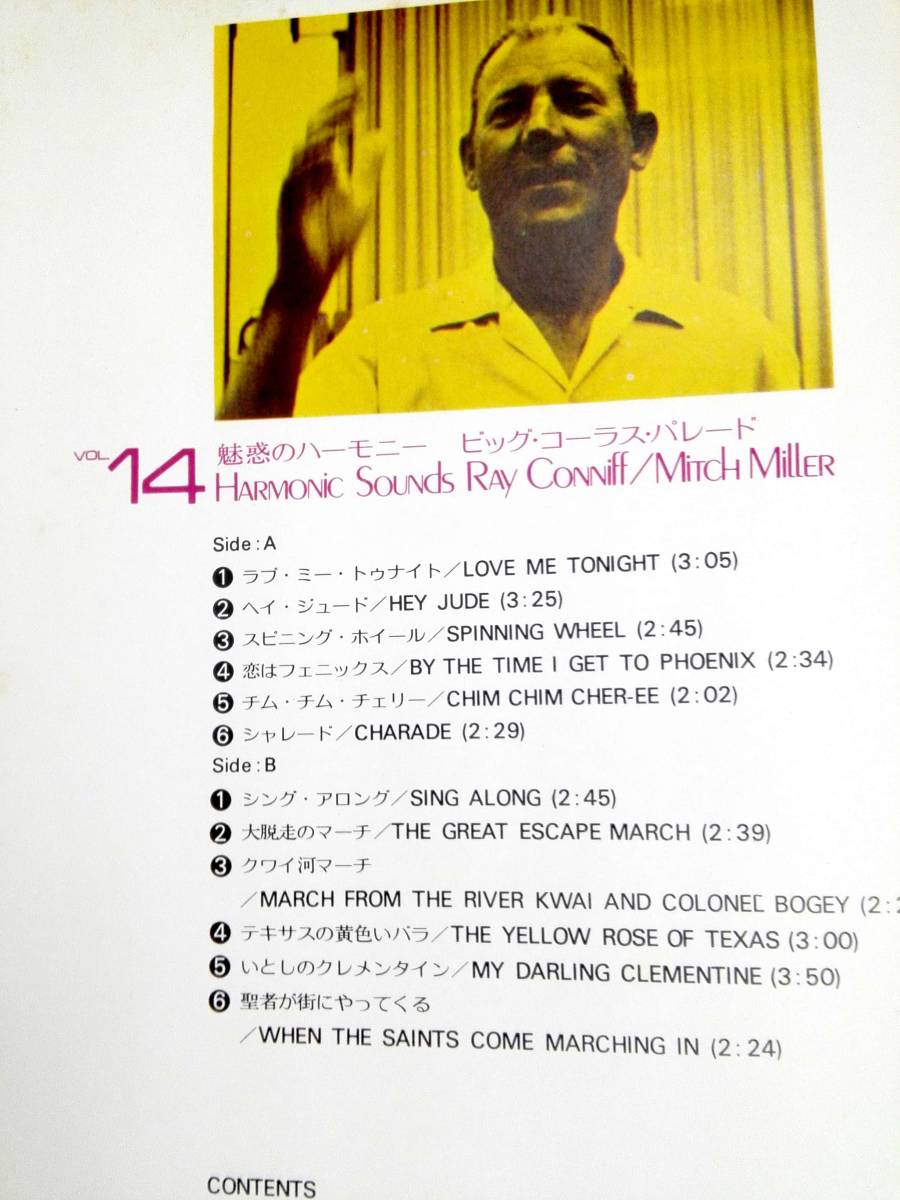 VOL. 14 魅惑のハーモニー ビッグ・コーラス・パレード
HARMONIC SOUNDS RAY CONNIFF/MITCH MILLER
Side : A
❶ ラブ・ミー・トゥナイト/LOVE ME TONIGHT (3:05)
❷ ヘイ・ジュード/HEY JUDE (3:25)
❸ スピニング・ホイール/SPINNING WHEEL (2:45)
❹ 恋はフェニックス/BY THE TIME I GET TO PHOENIX (2:34)
❺ チム・チム・チェリー/CHIM CHIM CHER-EE (2:02)
❻ シャレード/CHARADE (2:29)
Side : B
❶ シング・アロング/SING ALONG (2:45)
❷ 大脱走のマーチ/THE GREAT ESCAPE MARCH (2:39)
❸ クワイ河マーチ
/MARCH FROM THE RIVER KWAI AND COLONEL BOGEY (2:
❹ テキサスの黄色いバラ/THE YELLOW ROSE OF TEXAS (3:00)
❺ いとしのクレメンタイン/MY DARLING CLEMENTINE (3:50)
❻ 聖者が街にやってくる
/WHEN THE SAINTS COME MARCHING IN (2:24)
CONTENTS